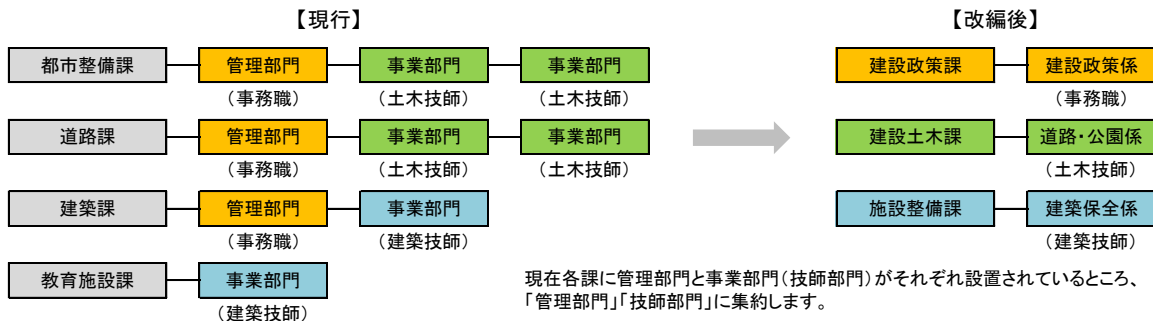 【現行】
【改編後】
都市整備課 管理部門 事業部門 事業部門
(事務職) (土木技師) (土木技師)
道路課 管理部門 事業部門 事業部門
(事務職) (土木技師) (土木技師)
建築課 管理部門 事業部門
(事務職) (建築技師)
教育施設課 事業部門
(建築技師)
建設政策課 建設政策係
(事務職)
建設土木課 道路・公園係
(土木技師)
施設整備課 建築保全係
(建築技師)
現在各課に管理部門と事業部門(技師部門)がそれぞれ設置されているところ、
「管理部門」「技師部門」に集約します。